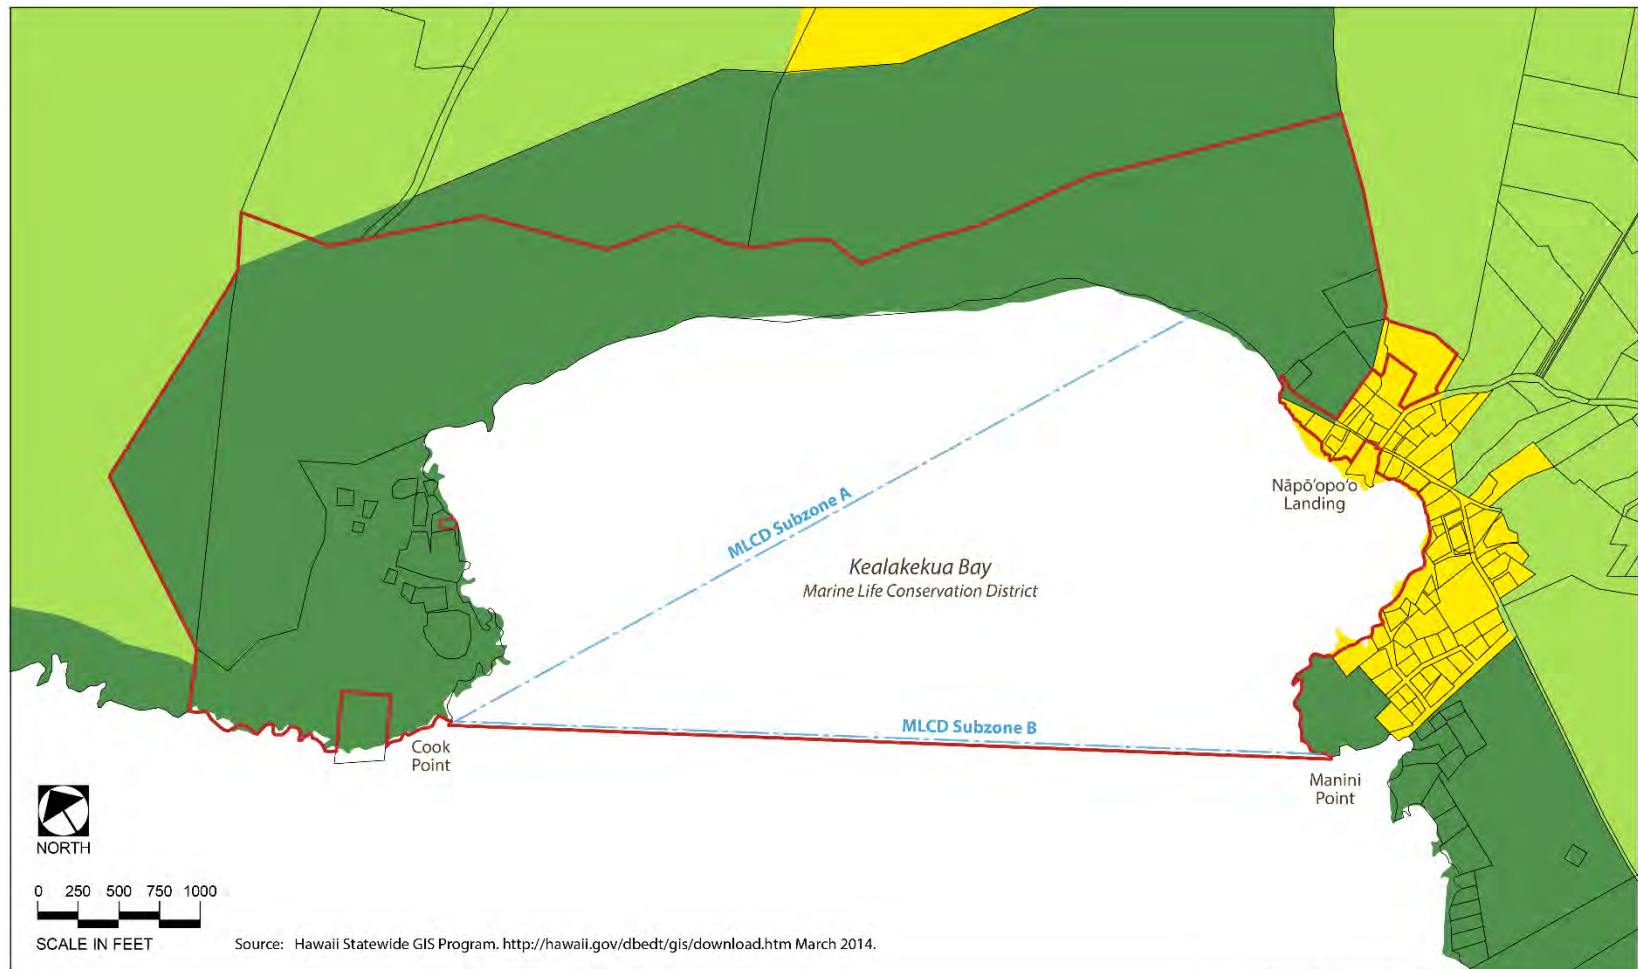 MLCD Subzone A
Nāpō‘opo‘o
Landing
Kealakekua Bay
Marine Life Conservation District
MLCD Subzone B
Cook
Point
Manini
Point
NORTH
0 250 500 750 1000
SCALE IN FEET
Source: Hawaii Statewide GIS Program. http://hawaii.gov/dbedt/gis/download.htm March 2014.